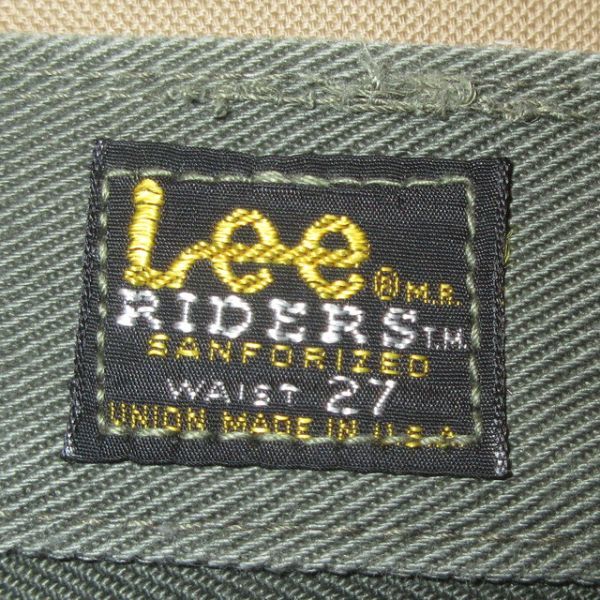 Lee ® M.R.
RIDERS T.M.
SANFORIZED
WAIST 27
UNION MADE IN U.S.A.